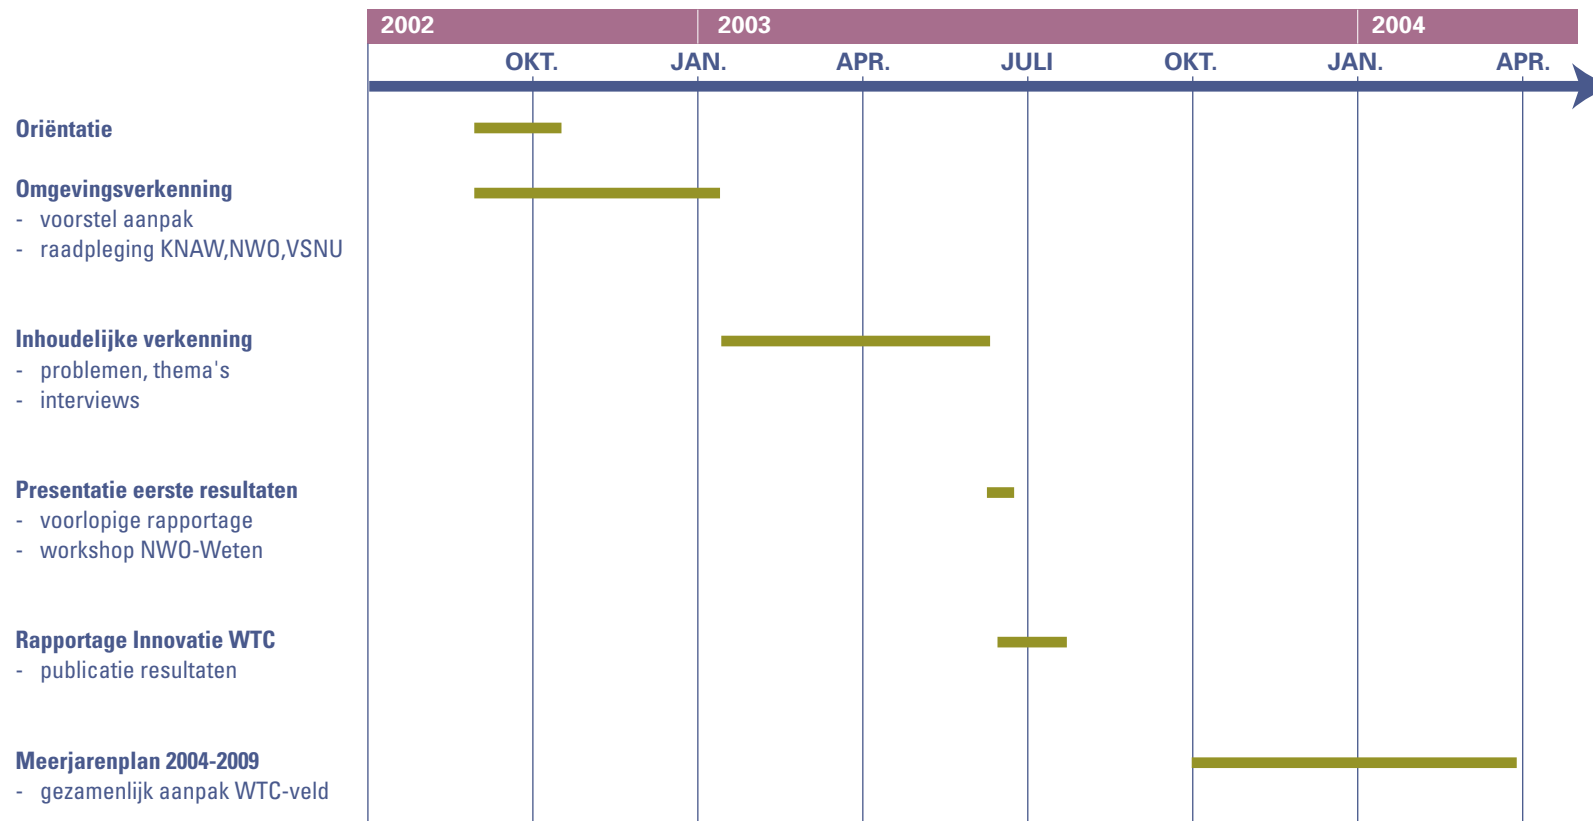 2002 2003 2004
OKT. JAN. APR. JULI OKT. JAN. APR.
Oriëntatie
Omgevingsverkenning
- voorstel aanpak
- raadpleging KNAW,NWO,VSNU
Inhoudelijke verkenning
- problemen, thema's
- interviews
Presentatie eerste resultaten
- voorlopige rapportage
- workshop NWO-Weten
Rapportage Innovatie WTC
- publicatie resultaten
Meerjarenplan 2004-2009
- gezamenlijk aanpak WTC-veld